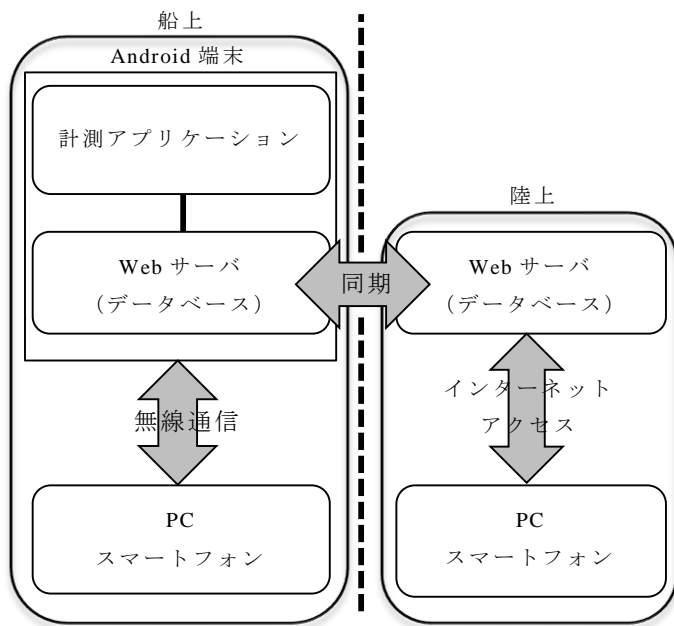 船上
Android 端末
計測アプリケーション
Web サーバ
（データベース）
無線通信
PC
スマートフォン
同期
陸上
Web サーバ
（データベース）
インターネット
アクセス
PC
スマートフォン